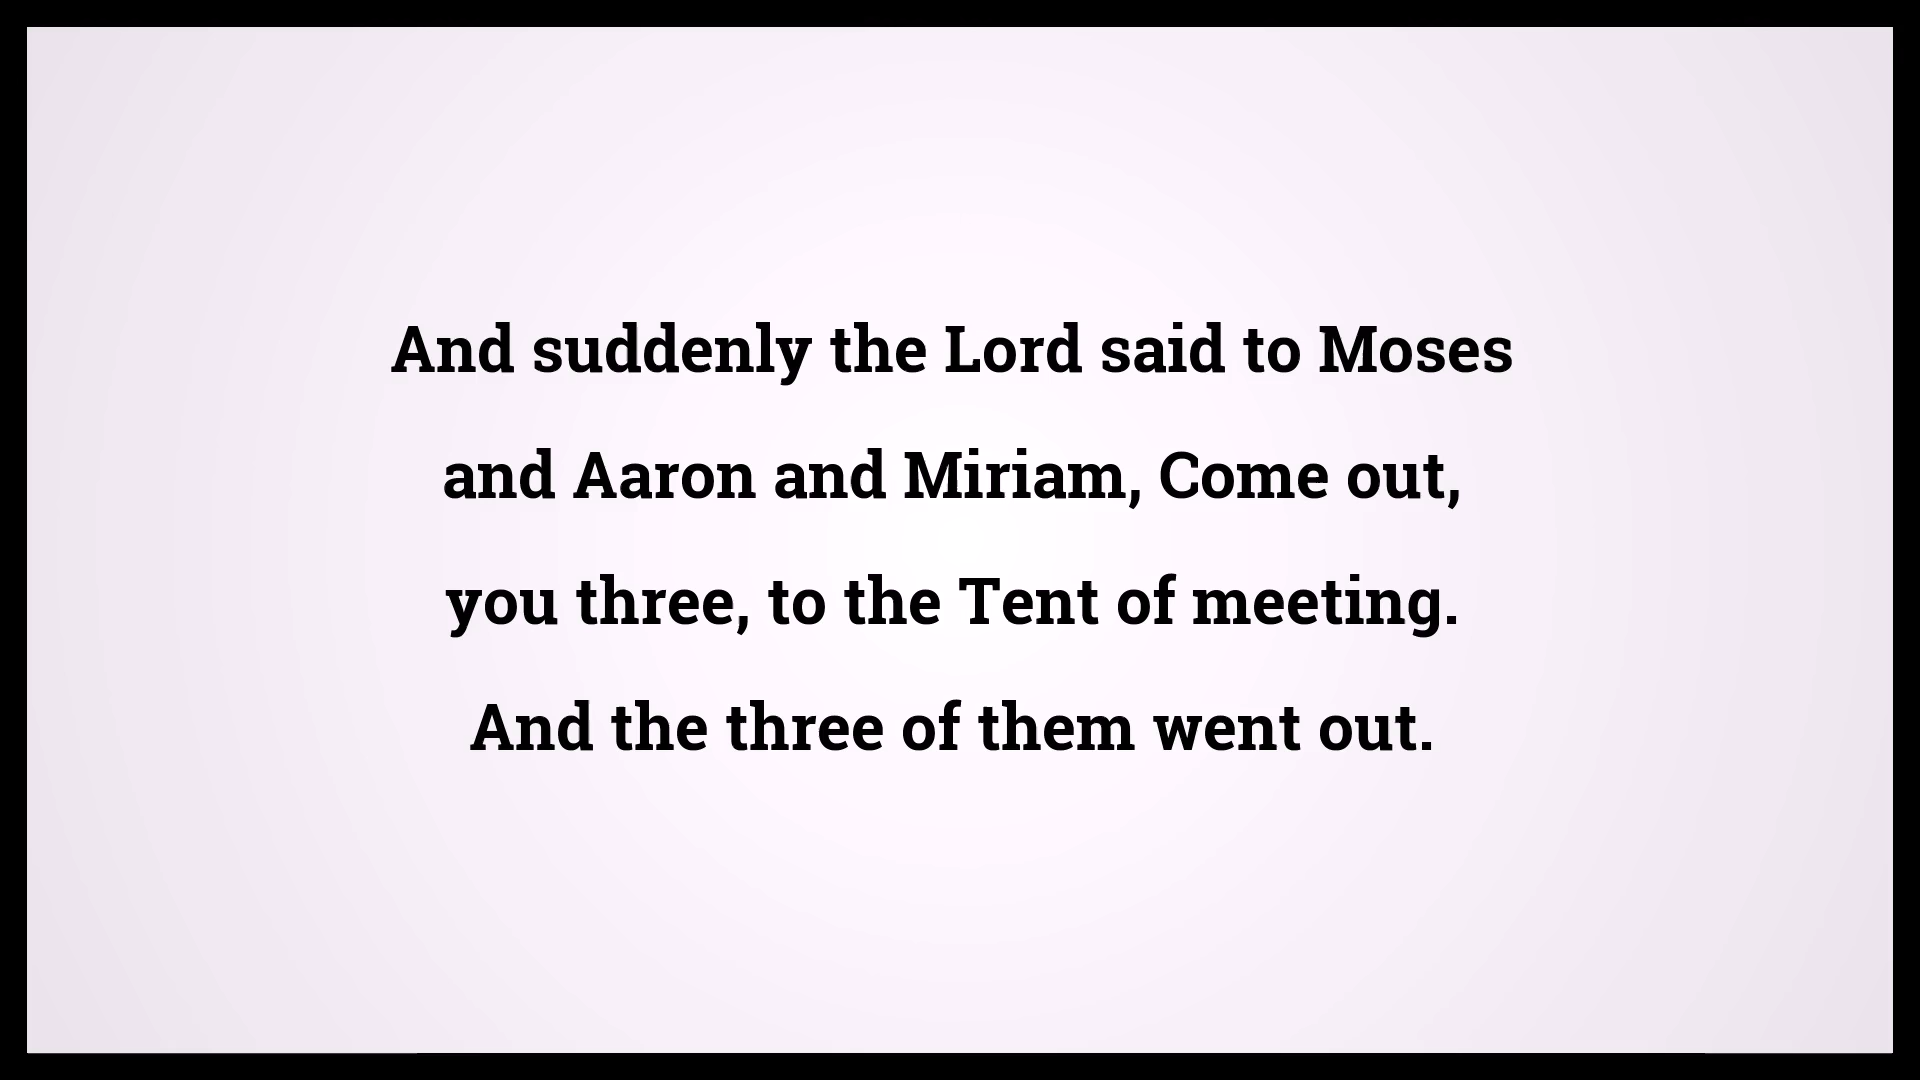 And suddenly the Lord said to Moses
and Aaron and Miriam, Come out,
you three, to the Tent of meeting.
And the three of them went out.